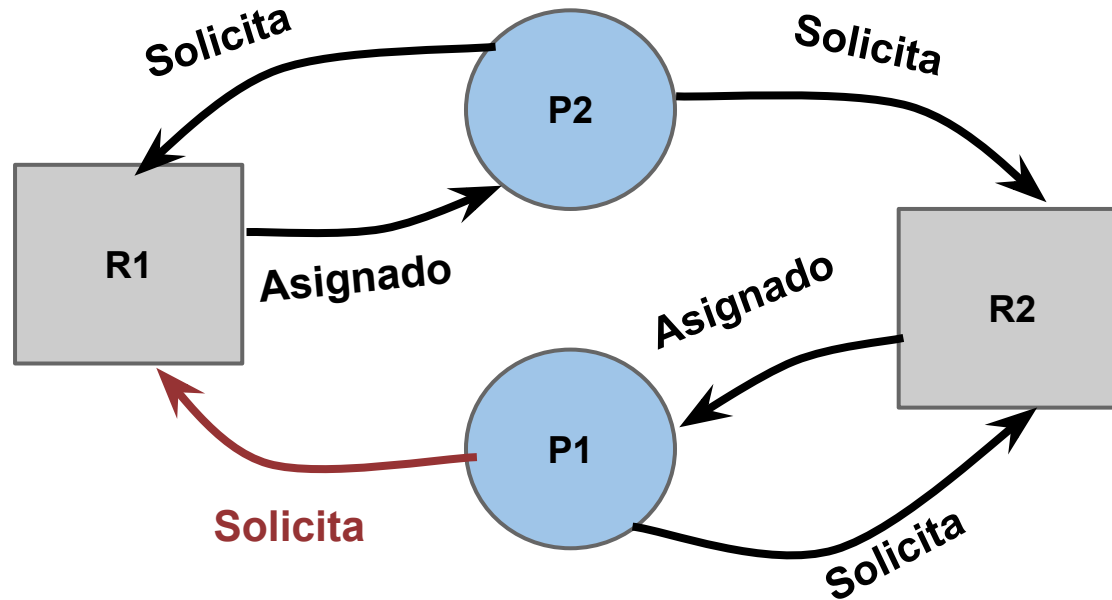 Solicita
Solicita
P2
R1
Asignado
Asignado
R2
P1
Solicita
Solicita